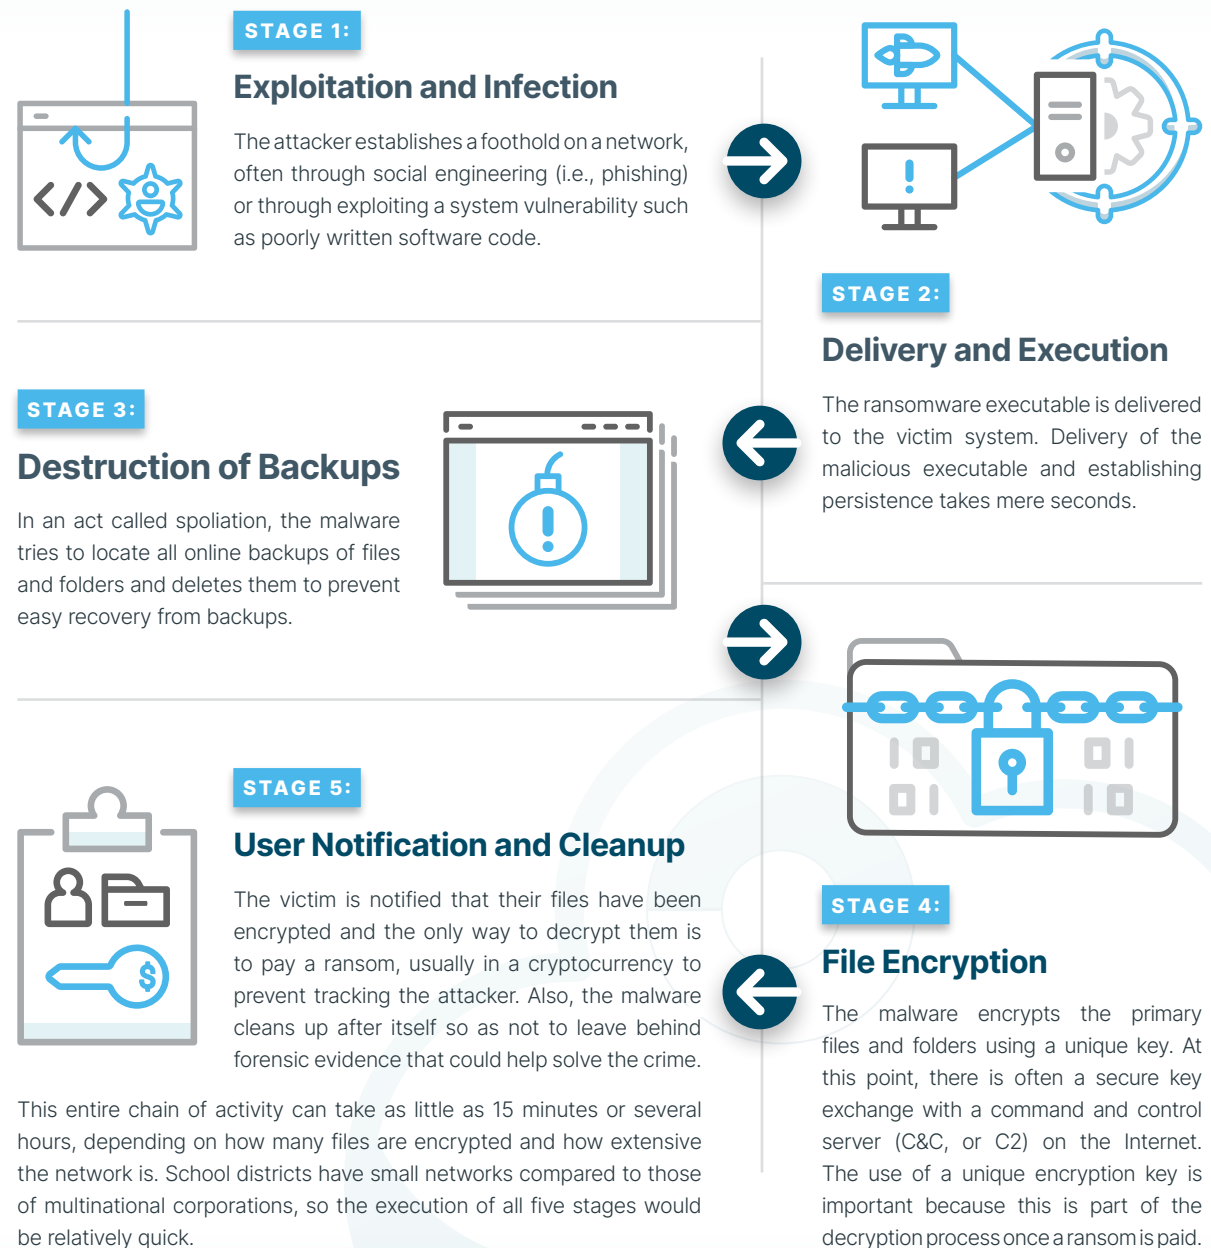 STAGE 1:
Exploitation and Infection
The attacker establishes a foothold on a network,
often through social engineering (i.e., phishing)
or through exploiting a system vulnerability such
as poorly written software code.
STAGE 2:
Delivery and Execution
The ransomware executable is delivered
to the victim system. Delivery of the
malicious executable and establishing
persistence takes mere seconds.
STAGE 3:
Destruction of Backups
In an act called spoliation, the malware
tries to locate all online backups of files
and folders and deletes them to prevent
easy recovery from backups.
10 01
01 10
STAGE 4:
File Encryption
The malware encrypts the primary
files and folders using a unique key. At
this point, there is often a secure key
exchange with a command and control
server (C&C, or C2) on the Internet.
The use of a unique encryption key is
important because this is part of the
decryption process once a ransom is paid.
STAGE 5:
User Notification and Cleanup
The victim is notified that their files have been
encrypted and the only way to decrypt them is
to pay a ransom, usually in a cryptocurrency to
prevent tracking the attacker. Also, the malware
cleans up after itself so as not to leave behind
forensic evidence that could help solve the crime.
This entire chain of activity can take as little as 15 minutes or several
hours, depending on how many files are encrypted and how extensive
the network is. School districts have small networks compared to those
of multinational corporations, so the execution of all five stages would
be relatively quick.